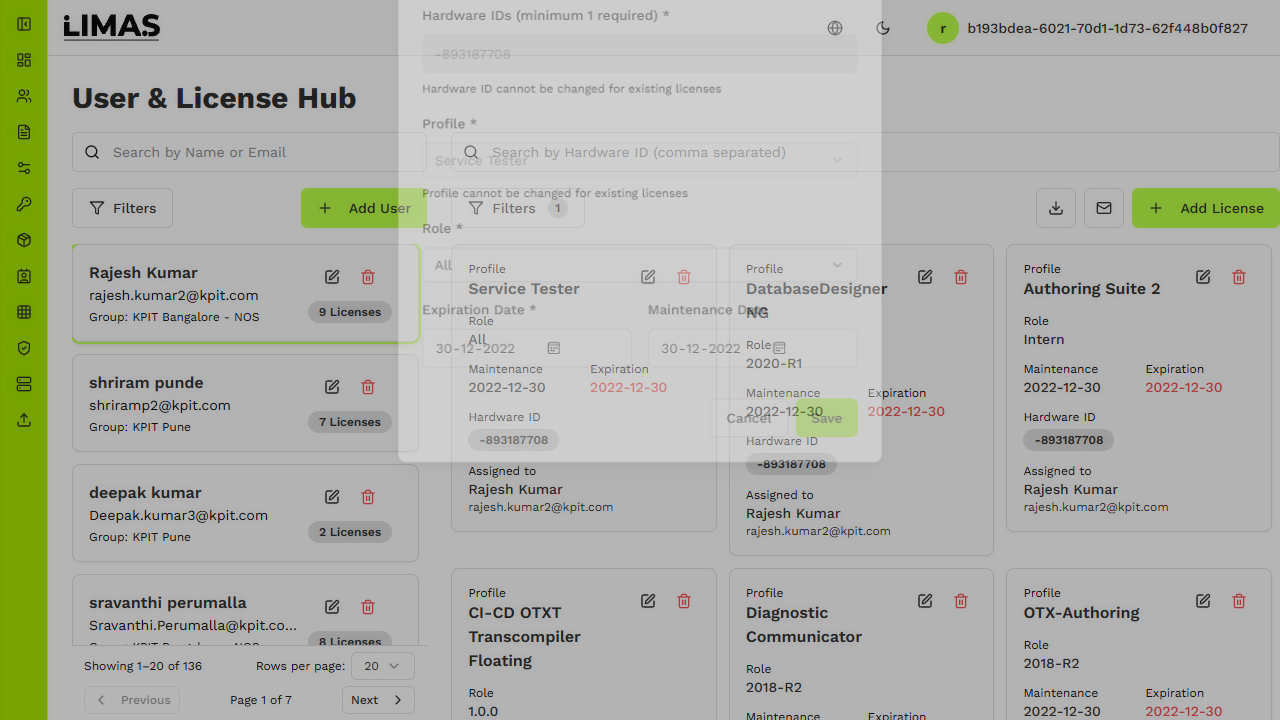 LIMAS
r b193bdea-6021-70d1-1d73-62f448b0f827
User & License Hub
Search by Name or Email
Filters
Add User
Rajesh Kumar
rajesh.kumar2@kpit.com
Group: KPIT Bangalore - NOS
9 Licenses
shriram punde
shriramp2@kpit.com
Group: KPIT Pune
7 Licenses
deepak kumar
Deepak.kumar3@kpit.com
Group: KPIT Pune
2 Licenses
sravanthi perumalla
Sravanthi.Perumalla@kpit.co...
8 Licenses
Showing 1–20 of 136
Rows per page: 20
Previous
Page 1 of 7
Next
Hardware IDs (minimum 1 required) *
-893187708
Hardware ID cannot be changed for existing licenses
Profile *
Service Tester
Profile cannot be changed for existing licenses
Role *
All
Expiration Date *
30-12-2022
Maintenance Date
30-12-2022
Cancel
Save
Search by Hardware ID (comma separated)
Filters 1
Add License
Profile
Service Tester
Role
All
Maintenance
2022-12-30
Expiration
2022-12-30
Hardware ID
-893187708
Assigned to
Rajesh Kumar
rajesh.kumar2@kpit.com
Profile
DatabaseDesigner
NG
Role
2020-R1
Maintenance
2022-12-30
Expiration
2022-12-30
Hardware ID
-893187708
Assigned to
Rajesh Kumar
rajesh.kumar2@kpit.com
Profile
Authoring Suite 2
Role
Intern
Maintenance
2022-12-30
Expiration
2022-12-30
Hardware ID
-893187708
Assigned to
Rajesh Kumar
rajesh.kumar2@kpit.com
Profile
CI-CD OTXT
Transcompiler
Floating
Role
1.0.0
Profile
Diagnostic
Communicator
Role
2018-R2
Maintenance
Expiration
Profile
OTX-Authoring
Role
2018-R2
Maintenance
2022-12-30
Expiration
2022-12-30